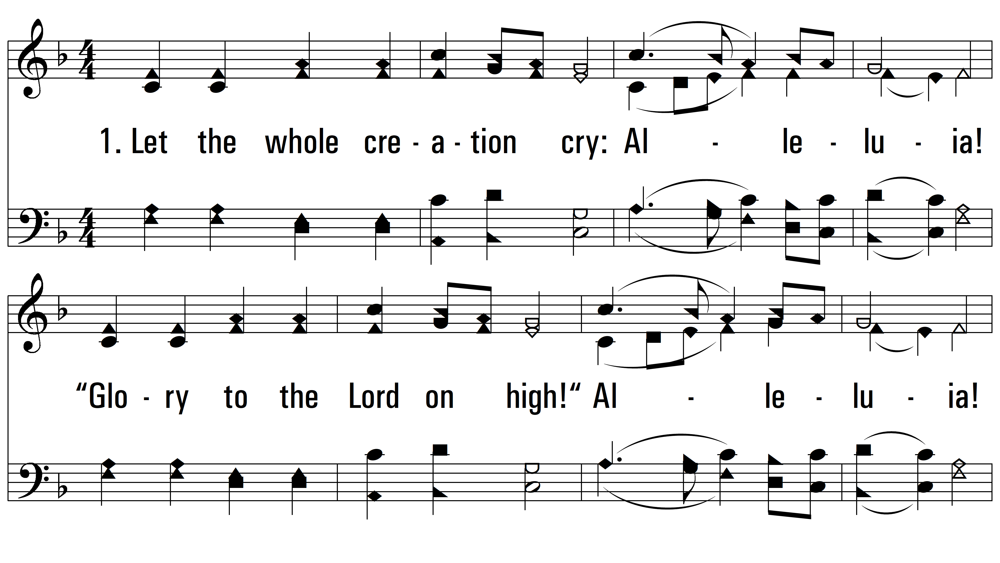 1. Let the whole cre - a - tion cry: Al - le - lu - ia!
“Glo - ry to the Lord on high!“ Al - le - lu - ia!